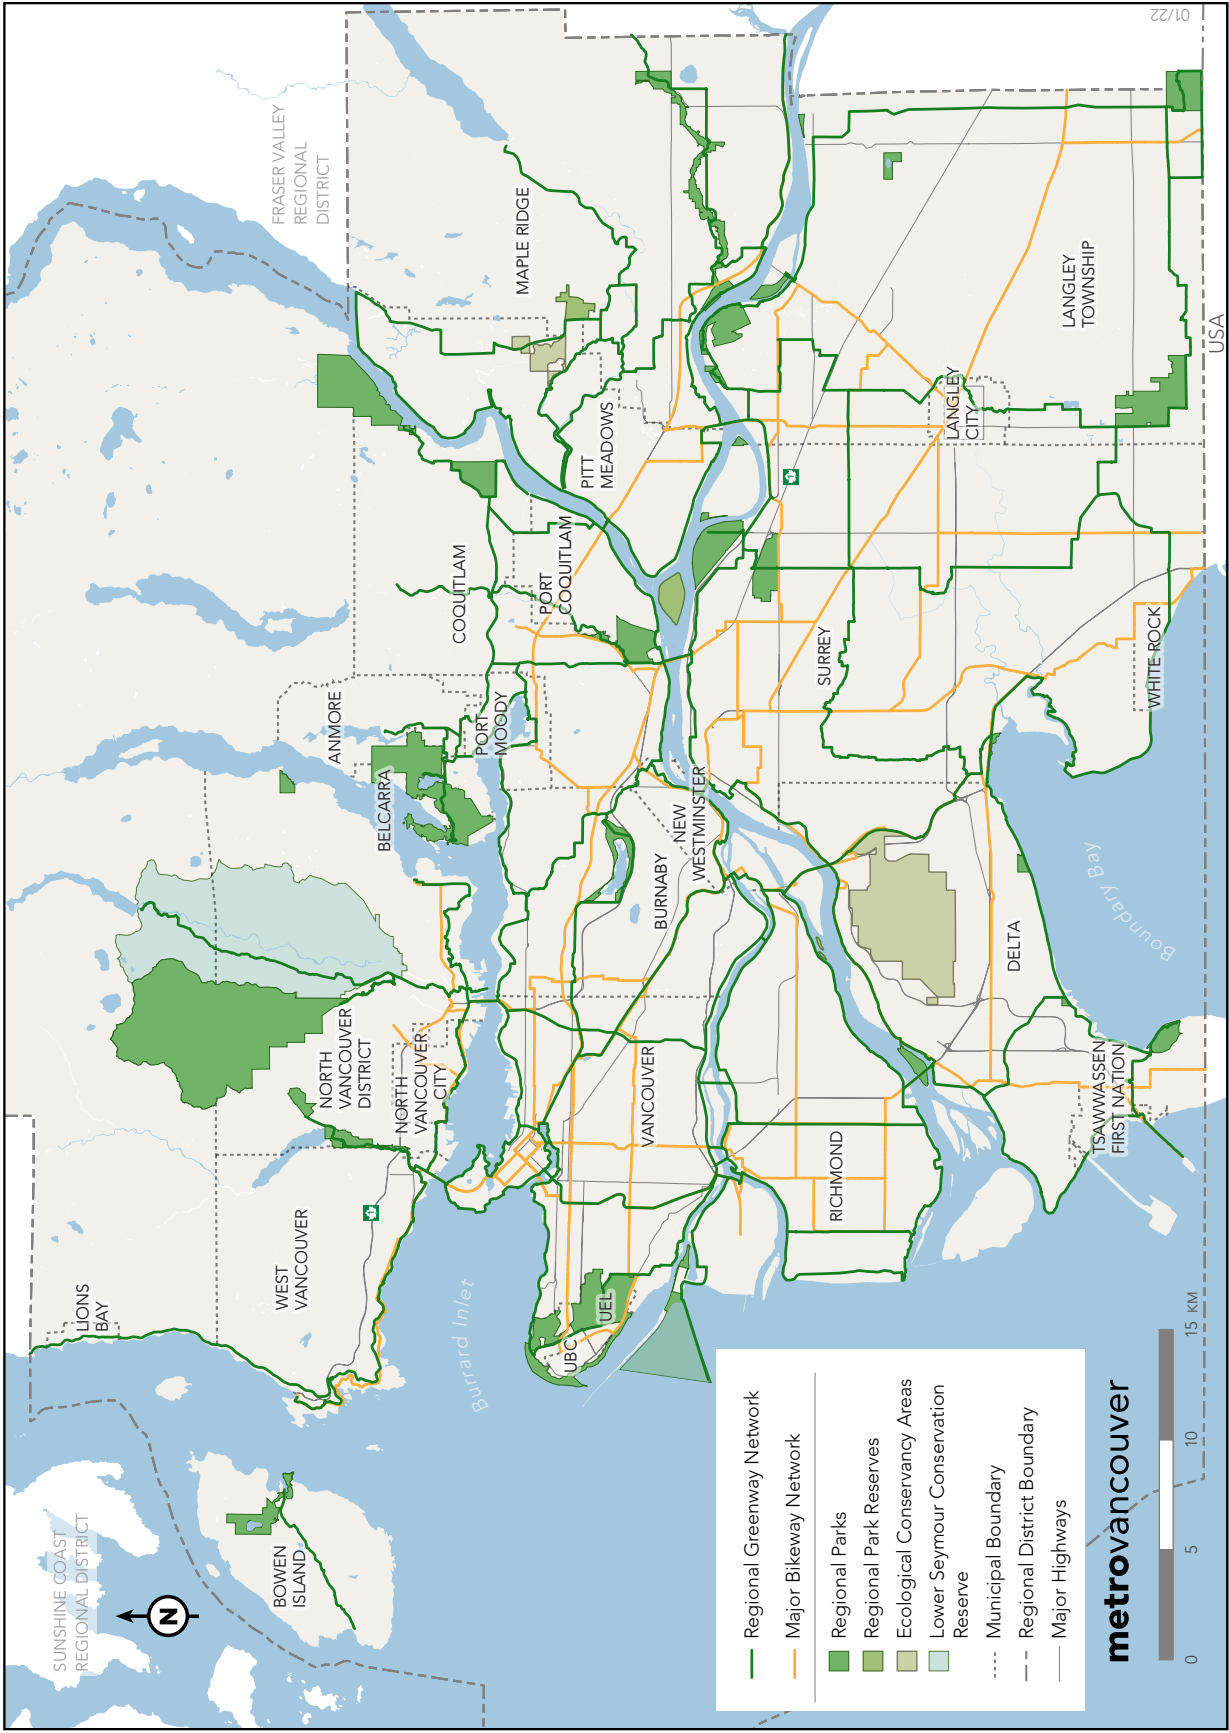 SUNSHINE COAST
REGIONAL DISTRICT
N
BOWEN
ISLAND
LIONS
BAY
WEST
VANCOUVER
NORTH
VANCOUVER
DISTRICT
NORTH
VANCOUVER
CITY
BELCARRA
ANMORE
PORT
MOODY
COQUITLAM
PORT
COQUITLAM
PITT
MEADOWS
MAPLE RIDGE
FRASER VALLEY
REGIONAL
DISTRICT
Burrard Inlet
UBC
UEL
VANCOUVER
BURNABY
NEW
WESTMINSTER
RICHMOND
SURREY
DELTA
LANGLEY
CITY
LANGLEY
TOWNSHIP
TSAWWASSEN
FIRST NATION
Boundary Bay
WHITE ROCK
USA
1
1
Regional Greenway Network
Major Bikeway Network
Regional Parks
Regional Park Reserves
Ecological Conservancy Areas
Lower Seymour Conservation
Reserve
Municipal Boundary
Regional District Boundary
Major Highways
metrovancouver
0 5 10 15 KM
01/22